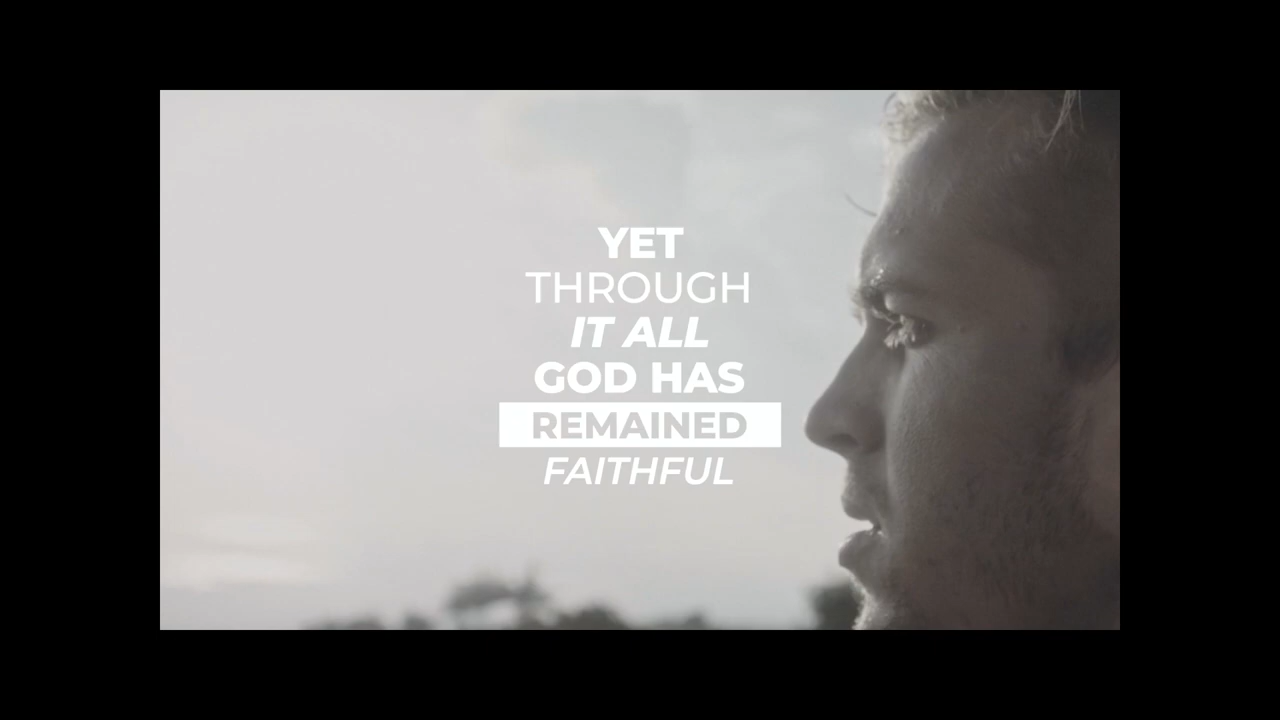 YET
THROUGH
IT ALL
GOD HAS
REMAINED
FAITHFUL